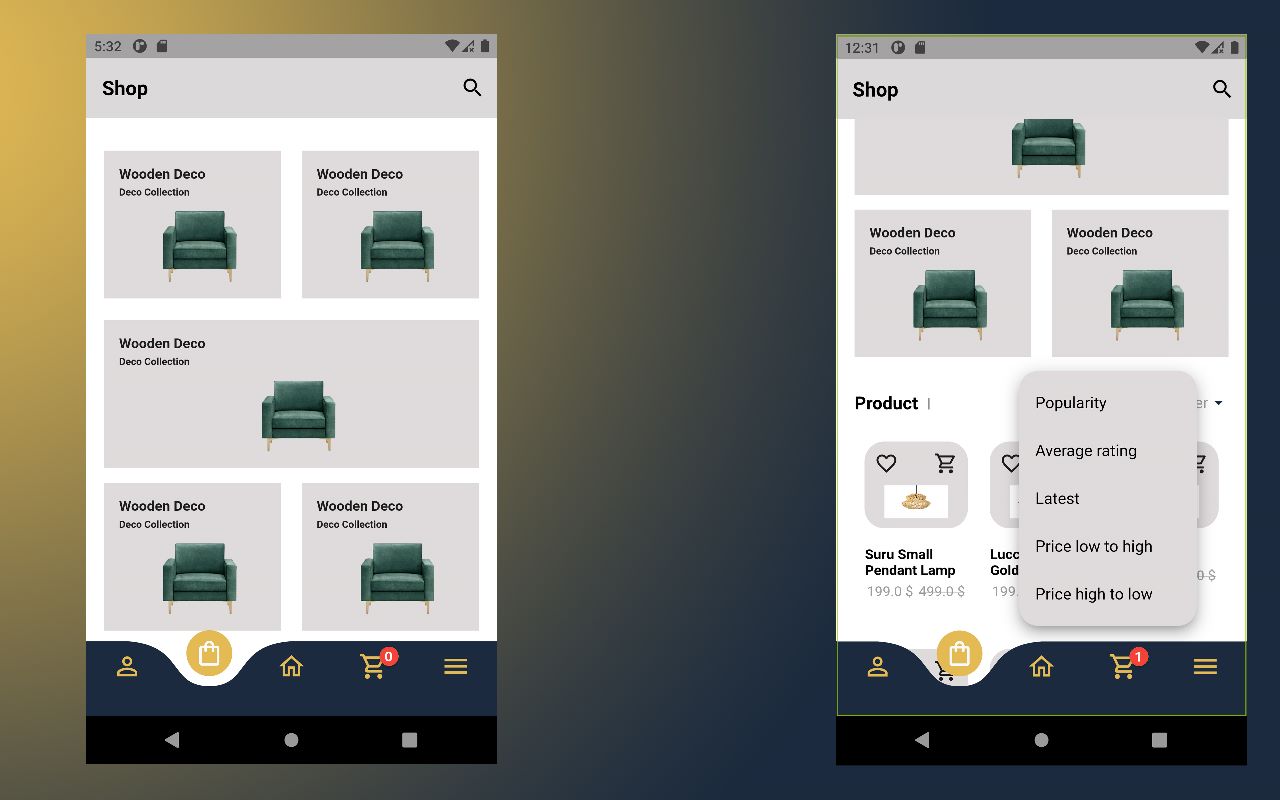 5:32
Shop
Wooden Deco
Deco Collection
Wooden Deco
Deco Collection
Wooden Deco
Deco Collection
Wooden Deco
Deco Collection
Wooden Deco
Deco Collection
0
12:31
Shop
Wooden Deco
Deco Collection
Wooden Deco
Deco Collection
Product
er
Popularity
Average rating
Latest
Price low to high
Price high to low
Suru Small
Pendant Lamp
199.0 $ 499.0 $
Lucc
Gold
199.
0 $
1